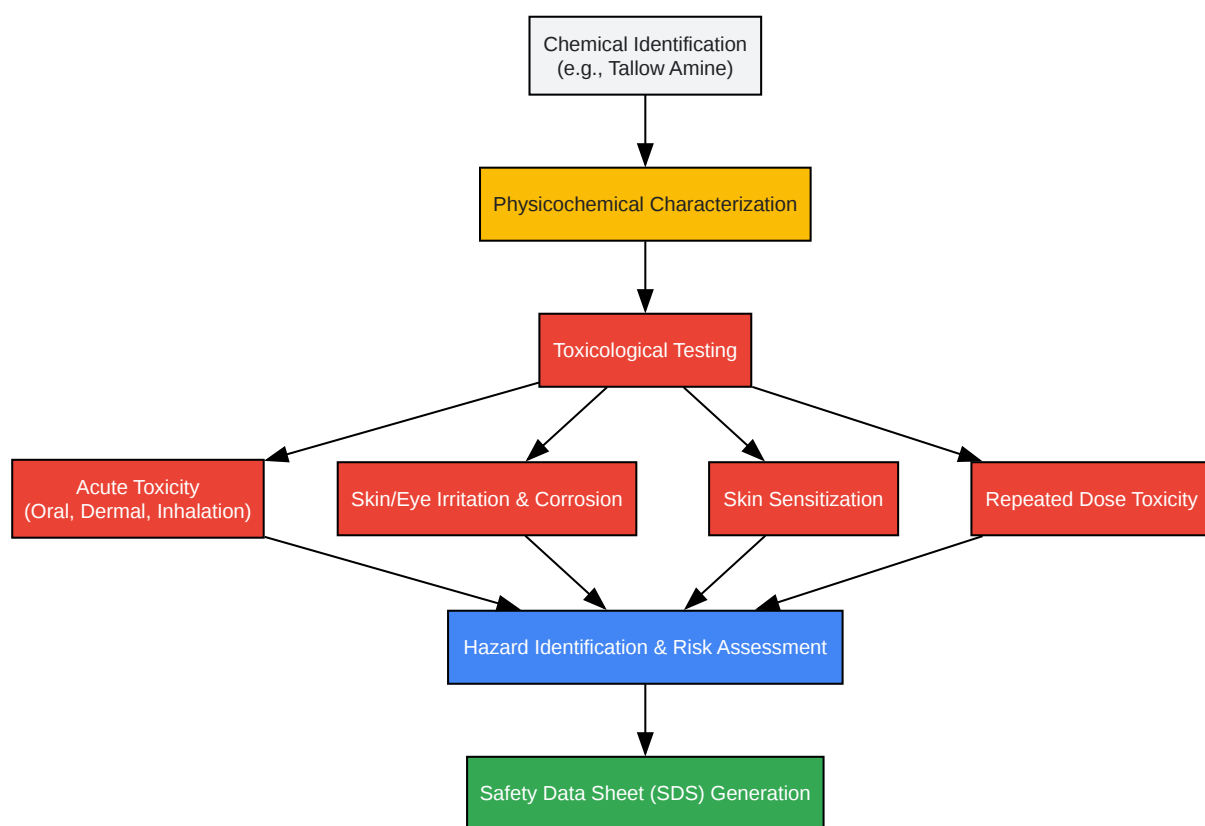 Chemical Identification
(e.g., Tallow Amine)
Physicochemical Characterization
Toxicological Testing
Acute Toxicity
(Oral, Dermal, Inhalation)
Skin/Eye Irritation & Corrosion
Skin Sensitization
Repeated Dose Toxicity
Hazard Identification & Risk Assessment
Safety Data Sheet (SDS) Generation